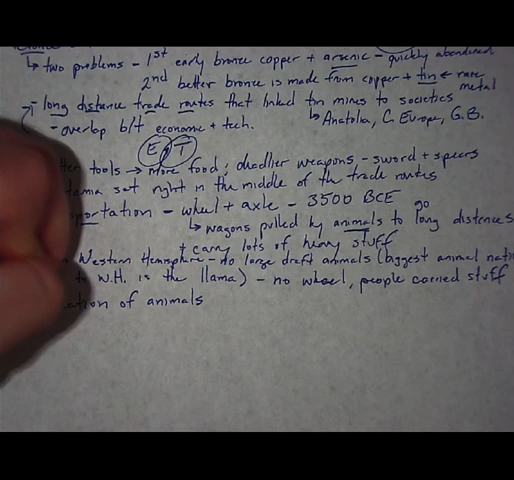 ↳ two problems - 1st early bronze copper + arsenic - quickly abandoned
2nd better bronze is made from copper + tin ← rare metal
- long distance trade routes that linked tin mines to societies
↳ Anatolia, C. Europe, G.B.
- overlap b/t economic + tech.
E T
tools → more food; deadlier weapons - sword + spears
set right in the middle of the trade routes
portation - wheel + axle - 3500 BCE
↳ wagons pulled by animals to go long distances
+ carry lots of heavy stuff
Western Hemisphere - no large draft animals (biggest animal nati
to W.H. is the llama) - no wheel, people carried stuff
ation of animals